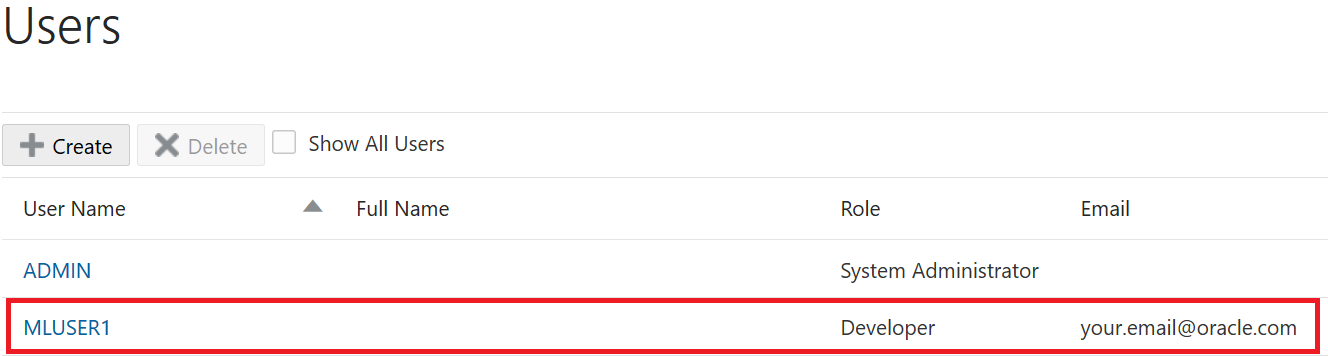 Users
Create Delete Show All Users
User Name Full Name Role Email
ADMIN System Administrator
MLUSER1 Developer your.email@oracle.com